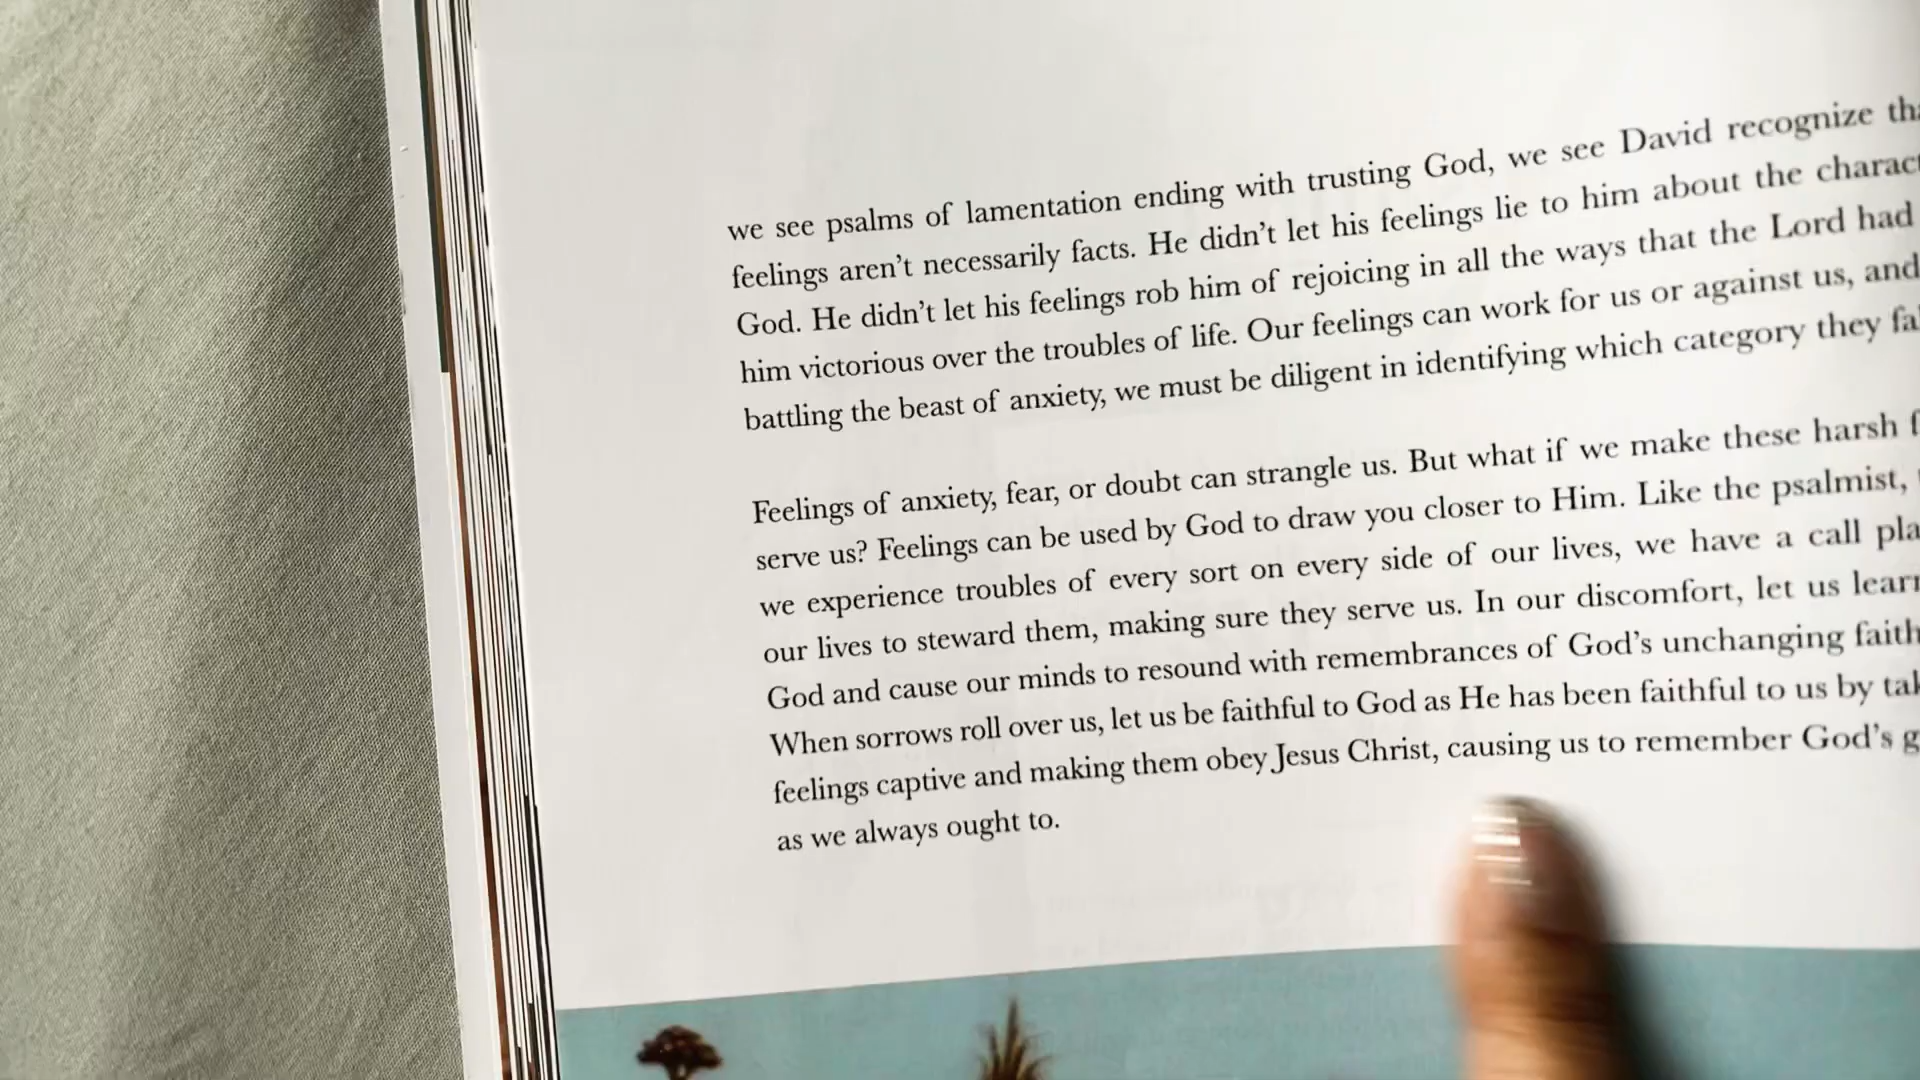 we see psalms of lamentation ending with trusting God, we see David recognize
feelings aren't necessarily facts. He didn't let his feelings lie to him about the
God. He didn't let his feelings rob him of rejoicing in all the ways that the Lord had
him victorious over the troubles of life. Our feelings can work for us or against us, and
battling the beast of anxiety, we must be diligent in identifying which category they
Feelings of anxiety, fear, or doubt can strangle us. But what if we make these harsh
serve us? Feelings can be used by God to draw you closer to Him. Like the psalmist,
we experience troubles of every sort on every side of our lives, we have a call
our lives to steward them, making sure they serve us. In our discomfort, let us
God and cause our minds to resound with remembrances of God's unchanging
When sorrows roll over us, let us be faithful to God as He has been faithful to us by
feelings captive and making them obey Jesus Christ, causing us to remember God's
as we always ought to.